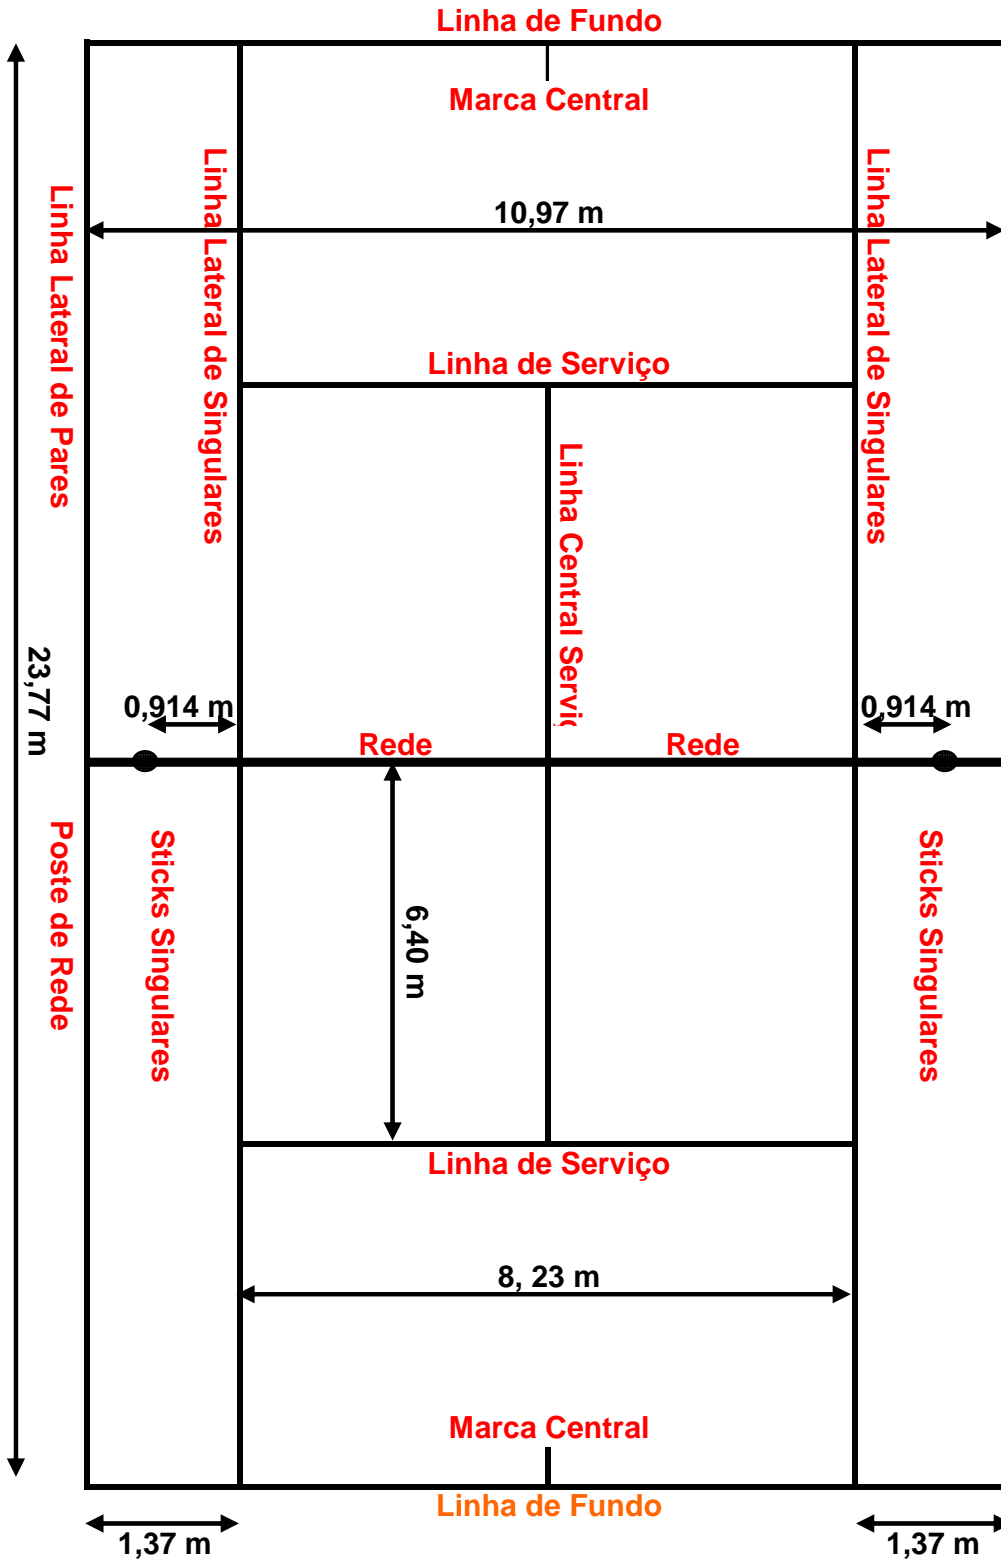 Linha de Fundo
Marca Central
Linha Lateral de Pares
Linha Lateral de Singulares
10,97 m
Linha Lateral de Singulares
Linha de Serviço
Linha Central Serviç
23,77 m
0,914 m
0,914 m
Rede
Rede
Poste de Rede
Sticks Singulares
6,40 m
Sticks Singulares
Linha de Serviço
8, 23 m
Marca Central
Linha de Fundo
1,37 m
1,37 m